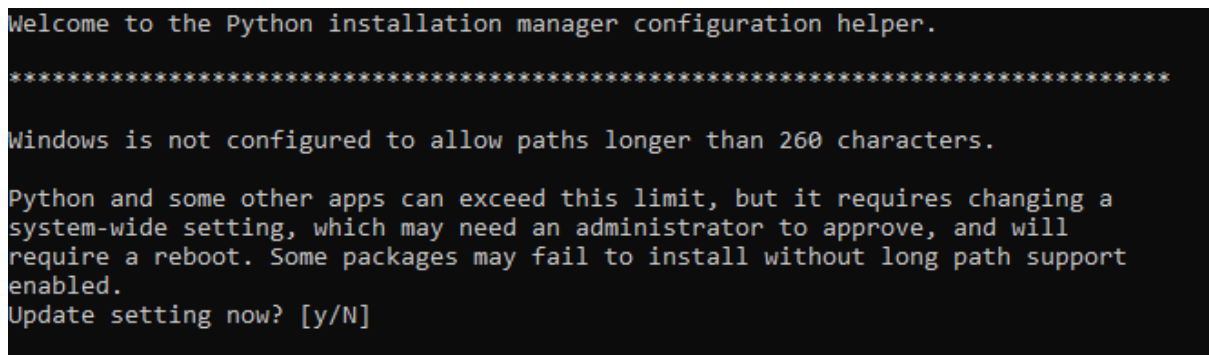 Welcome to the Python installation manager configuration helper.
********************************************************************************
Windows is not configured to allow paths longer than 260 characters.
Python and some other apps can exceed this limit, but it requires changing a
system-wide setting, which may need an administrator to approve, and will
require a reboot. Some packages may fail to install without long path support
enabled.
Update setting now? [y/N]